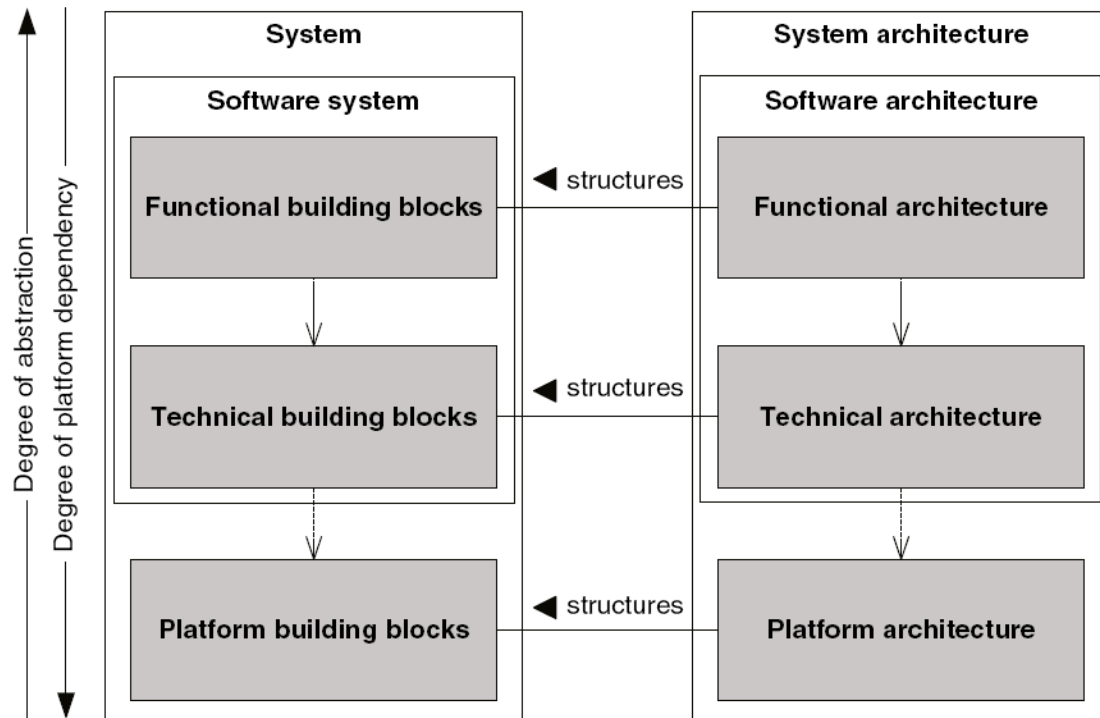 System
System architecture
Software system
Software architecture
Functional building blocks
structures
Functional architecture
Technical building blocks
structures
Technical architecture
Platform building blocks
structures
Platform architecture
Degree of abstraction
Degree of platform dependency